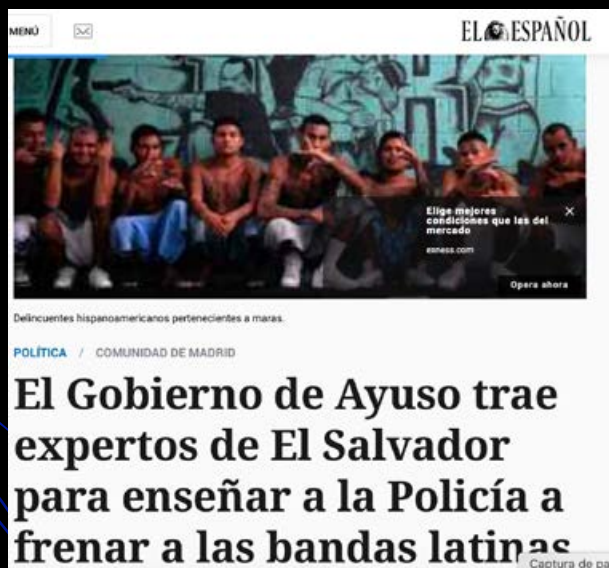 MENÚ
EL ESPAÑOL
Elige mejores
condiciones que las del
mercado
exness.com
Opera ahora
Delincuentes hispanoamericanos pertenecientes a maras.
POLÍTICA / COMUNIDAD DE MADRID
El Gobierno de Ayuso trae
expertos de El Salvador
para enseñar a la Policía a
frenar a las bandas latinas
Captura de pa